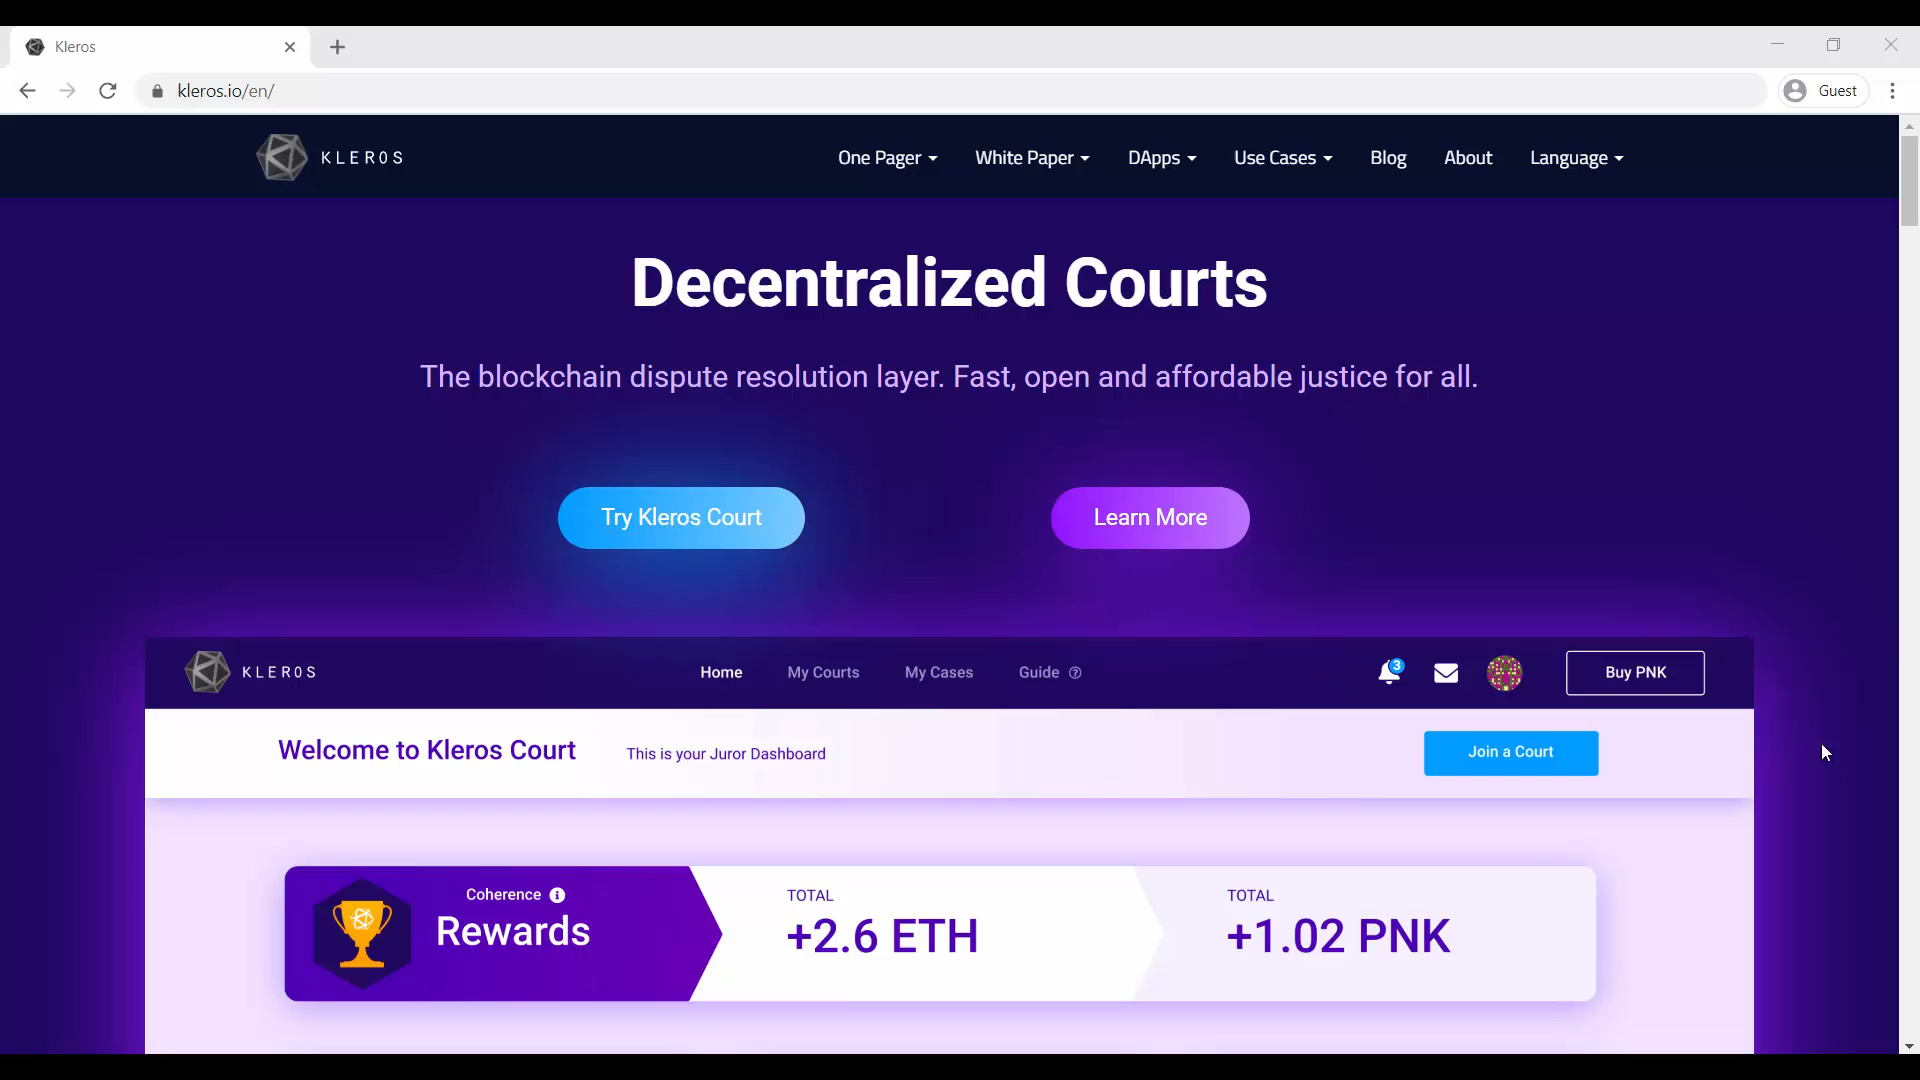 Kleros
kleros.io/en/
Guest
KLEROS
One Pager
White Paper
DApps
Use Cases
Blog
About
Language
Decentralized Courts
The blockchain dispute resolution layer. Fast, open and affordable justice for all.
Try Kleros Court
Learn More
KLEROS
Home
My Courts
My Cases
Guide
3
Buy PNK
Welcome to Kleros Court
This is your Juror Dashboard
Join a Court
Coherence
Rewards
TOTAL
+2.6 ETH
TOTAL
+1.02 PNK